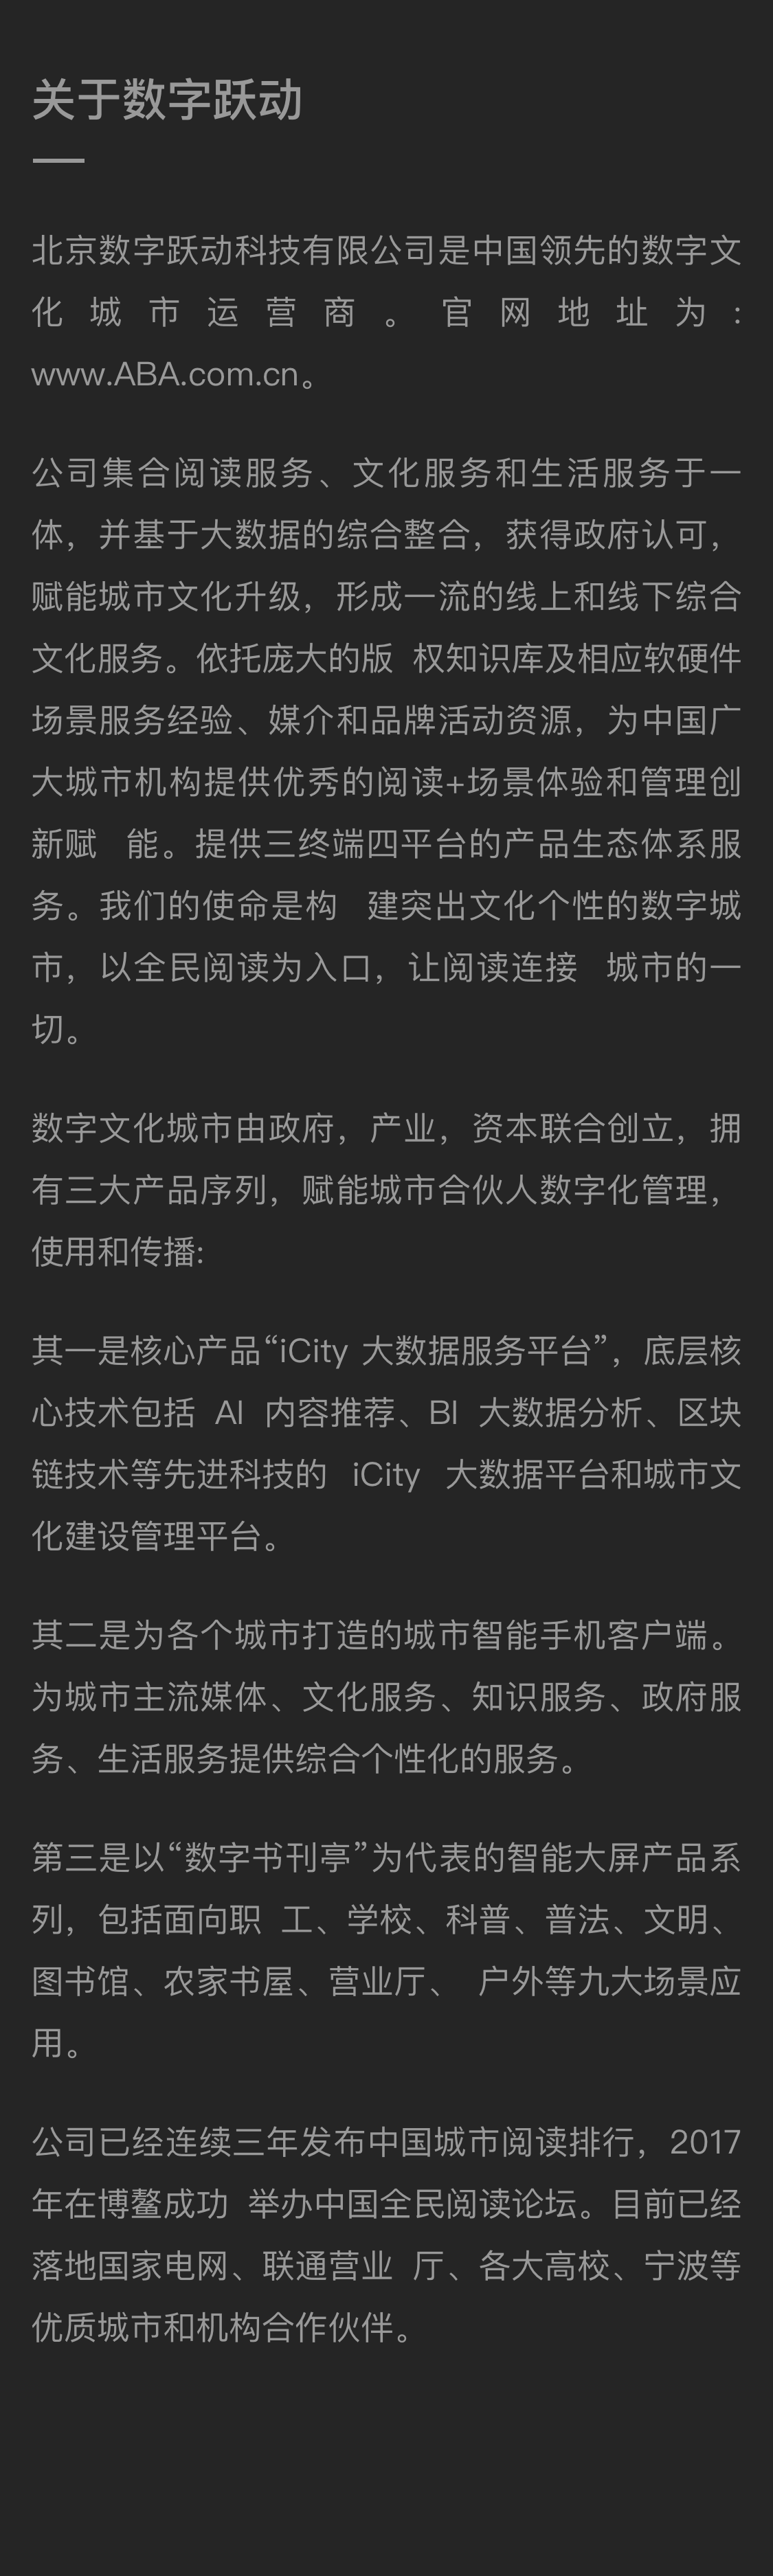 关于数字跃动
北京数字跃动科技有限公司是中国领先的数字文
化城市运营商。官网地址为:
www.ABA.com.cn。
公司集合阅读服务、文化服务和生活服务于一
体，并基于大数据的综合整合，获得政府认可，
赋能城市文化升级，形成一流的线上和线下综合
文化服务。依托庞大的版 权知识库及相应软硬件
场景服务经验、媒介和品牌活动资源，为中国广
大城市机构提供优秀的阅读+场景体验和管理创
新赋 能。提供三终端四平台的产品生态体系服
务。我们的使命是构 建突出文化个性的数字城
市，以全民阅读为入口，让阅读连接 城市的一
切。
数字文化城市由政府，产业，资本联合创立，拥
有三大产品序列，赋能城市合伙人数字化管理，
使用和传播:
其一是核心产品“iCity 大数据服务平台”，底层核
心技术包括 AI 内容推荐、BI 大数据分析、区块
链技术等先进科技的 iCity 大数据平台和城市文
化建设管理平台。
其二是为各个城市打造的城市智能手机客户端。
为城市主流媒体、文化服务、知识服务、政府服
务、生活服务提供综合个性化的服务。
第三是以“数字书刊亭”为代表的智能大屏产品系
列，包括面向职 工、学校、科普、普法、文明、
图书馆、农家书屋、营业厅、 户外等九大场景应
用。
公司已经连续三年发布中国城市阅读排行，2017
年在博鳌成功 举办中国全民阅读论坛。目前已经
落地国家电网、联通营业 厅、各大高校、宁波等
优质城市和机构合作伙伴。